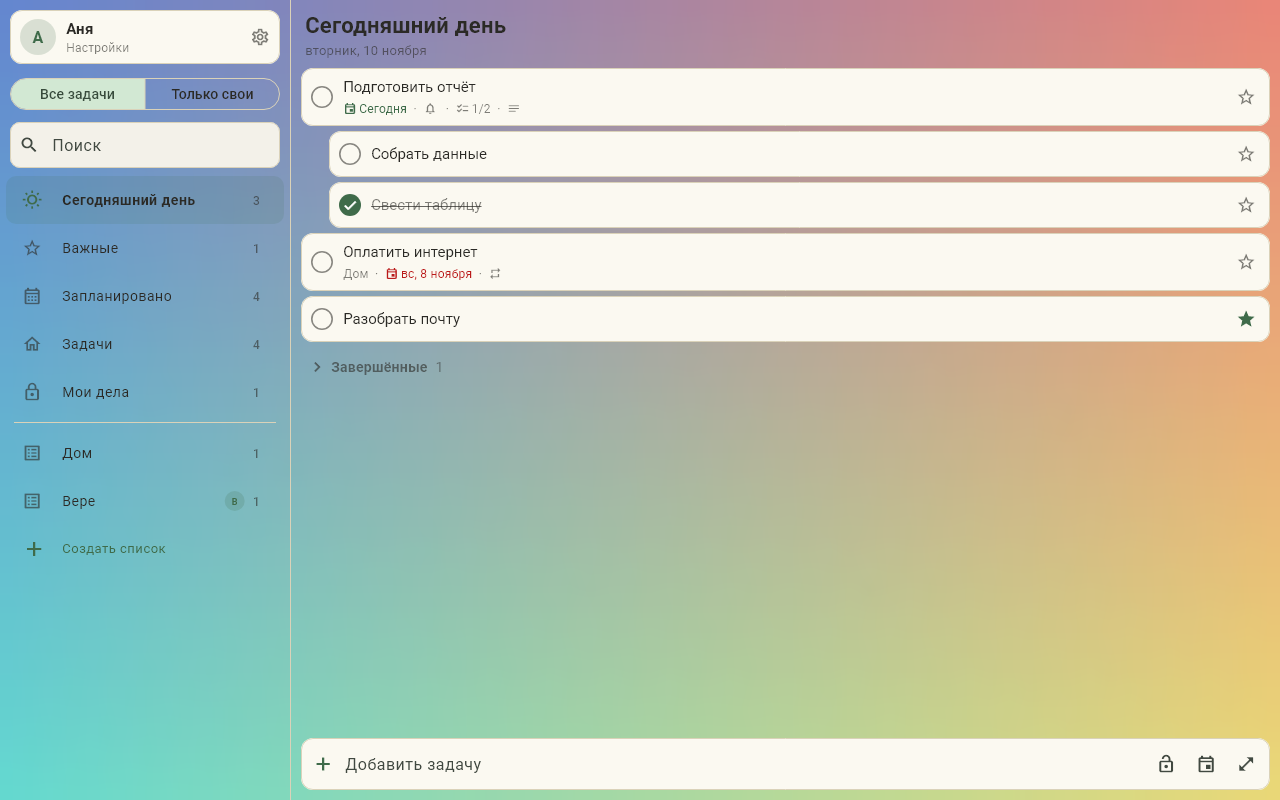 А
Аня
Настройки
Все задачи
Только свои
Поиск
Сегодняшний день 3
Важные 1
Запланировано 4
Задачи 4
Мои дела 1
Дом 1
Вере В 1
Создать список
Сегодняшний день
вторник, 10 ноября
Подготовить отчёт
Сегодня · · 1/2 ·
Собрать данные
Свести таблицу
Оплатить интернет
Дом · вс, 8 ноября ·
Разобрать почту
Завершённые 1
Добавить задачу